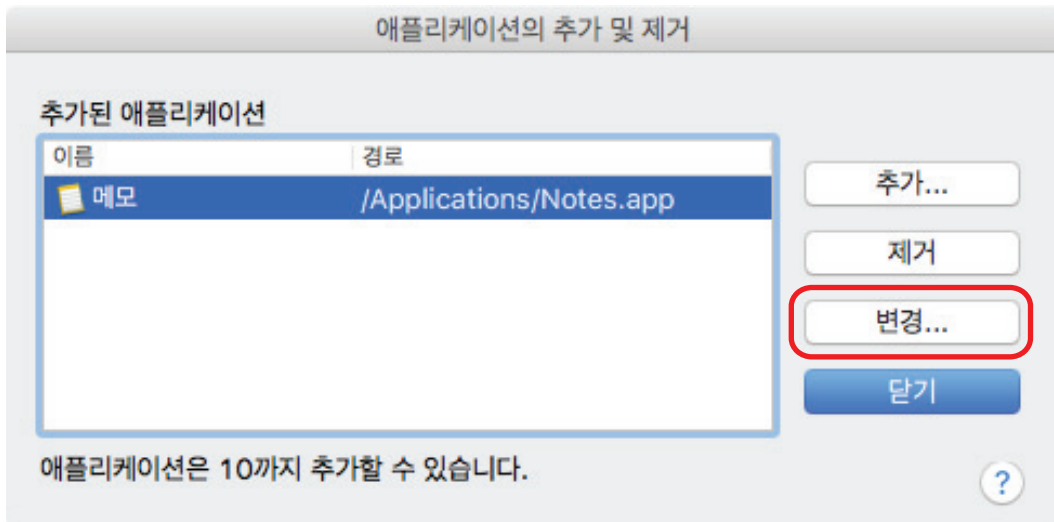 애플리케이션의 추가 및 제거
추가된 애플리케이션
이름 경로
메모 /Applications/Notes.app
추가...
제거
변경...
닫기
애플리케이션은 10까지 추가할 수 있습니다.
?